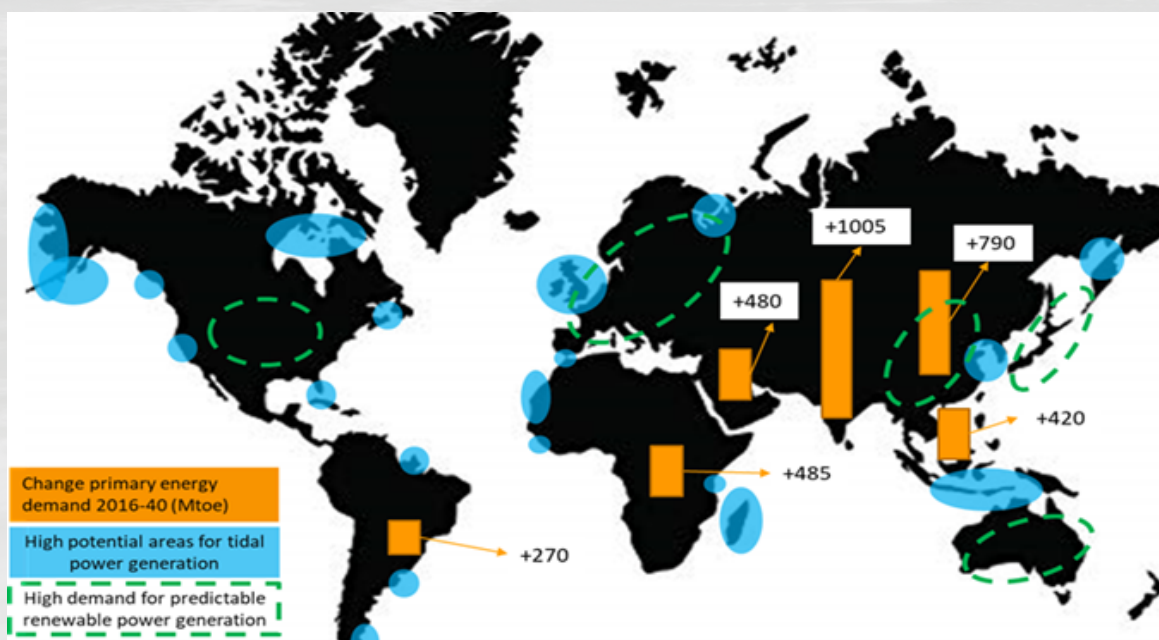 +1005
+790
+480
+420
+485
+270
Change primary energy
demand 2016-40 (Mtoe)
High potential areas for tidal
power generation
High demand for predictable
renewable power generation